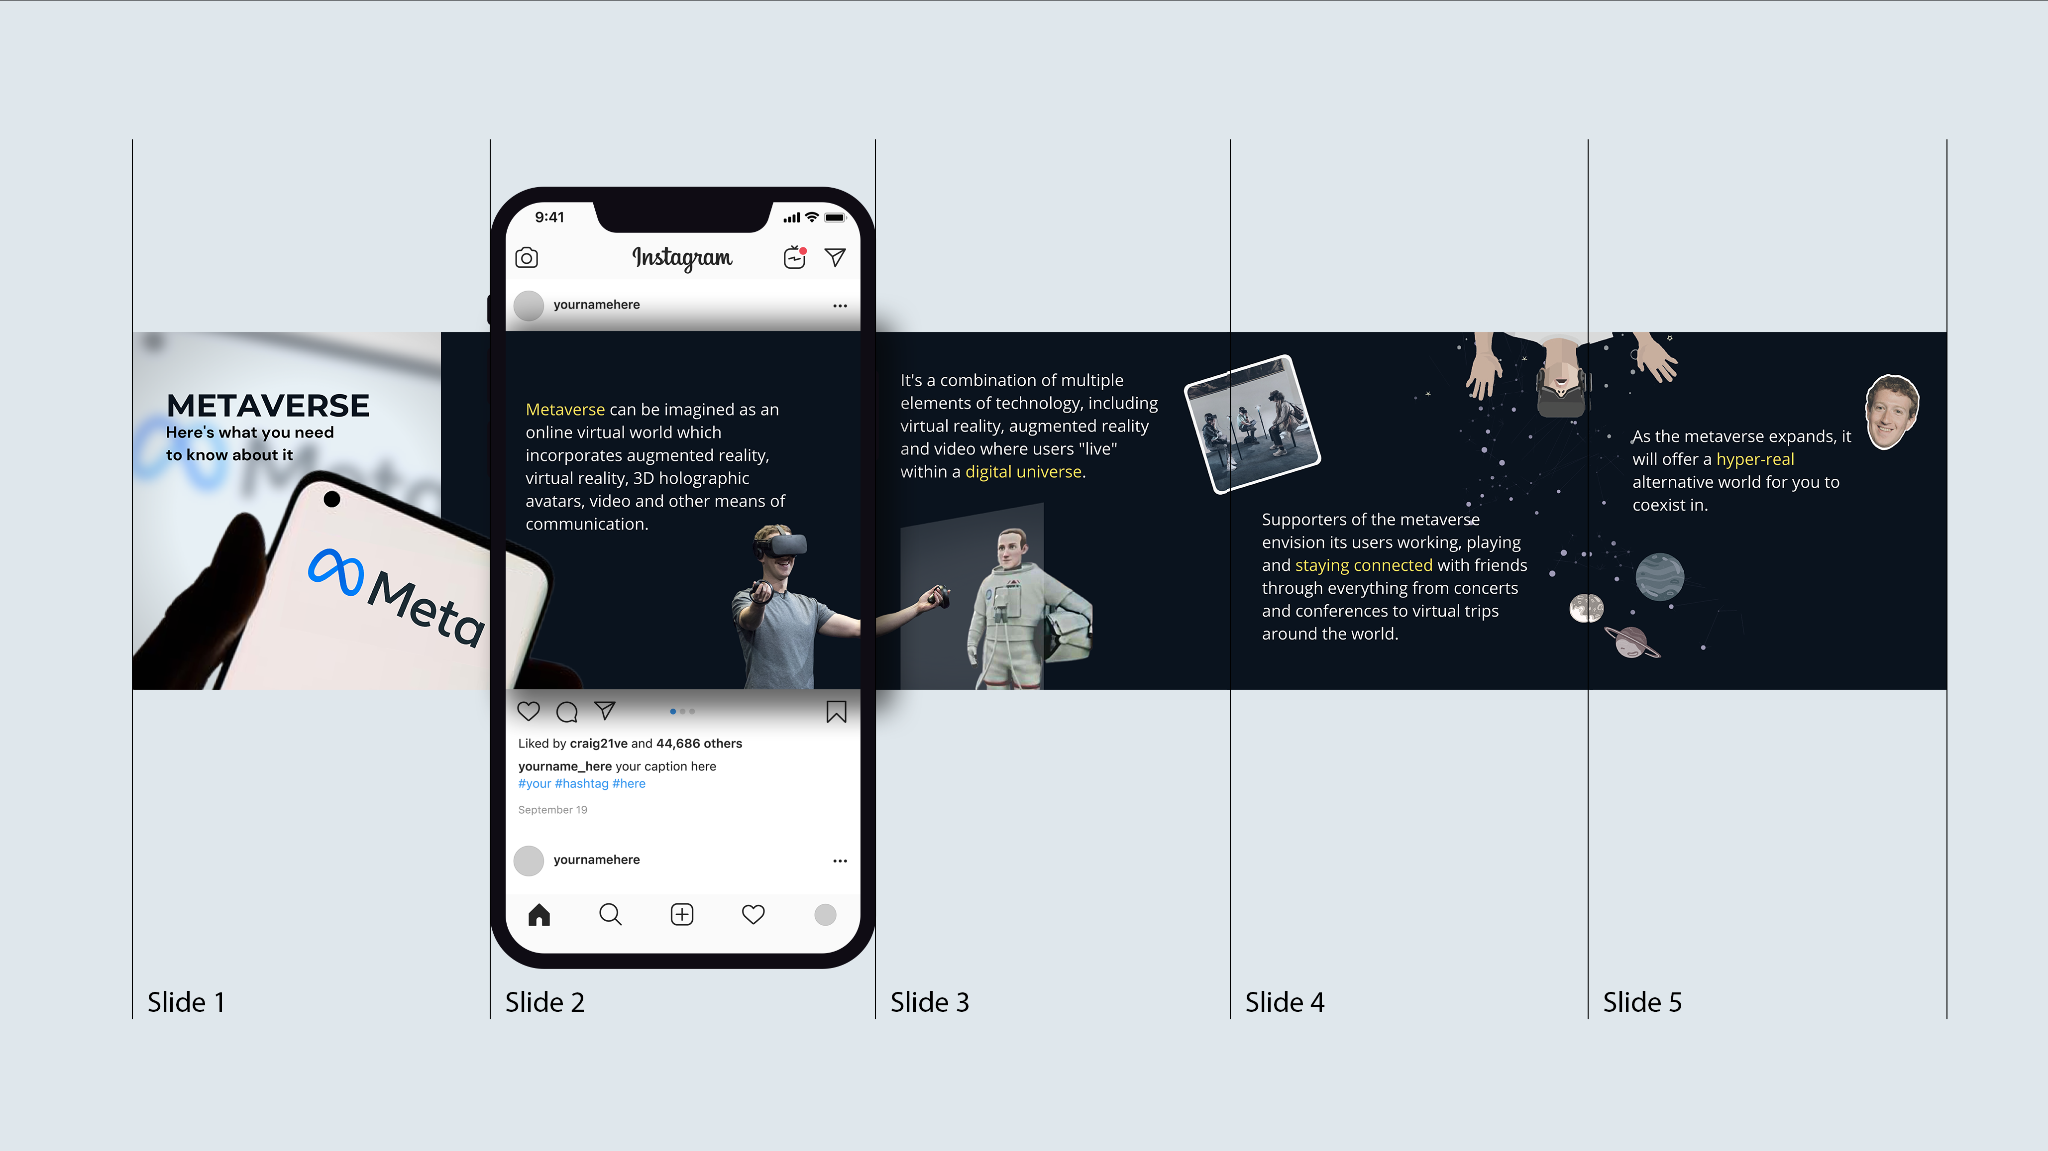 METAVERSE
Here's what you need
to know about it
Meta
Meta
9:41
Instagram
yournamehere
Metaverse can be imagined as an
online virtual world which
incorporates augmented reality,
virtual reality, 3D holographic
avatars, video and other means of
communication.
Liked by craig21ve and 44,686 others
yourname_here your caption here
#your #hashtag #here
September 19
yournamehere
It's a combination of multiple
elements of technology, including
virtual reality, augmented reality
and video where users "live"
within a digital universe.
Supporters of the metaverse
envision its users working, playing
and staying connected with friends
through everything from concerts
and conferences to virtual trips
around the world.
As the metaverse expands, it
will offer a hyper-real
alternative world for you to
coexist in.
Slide 1
Slide 2
Slide 3
Slide 4
Slide 5